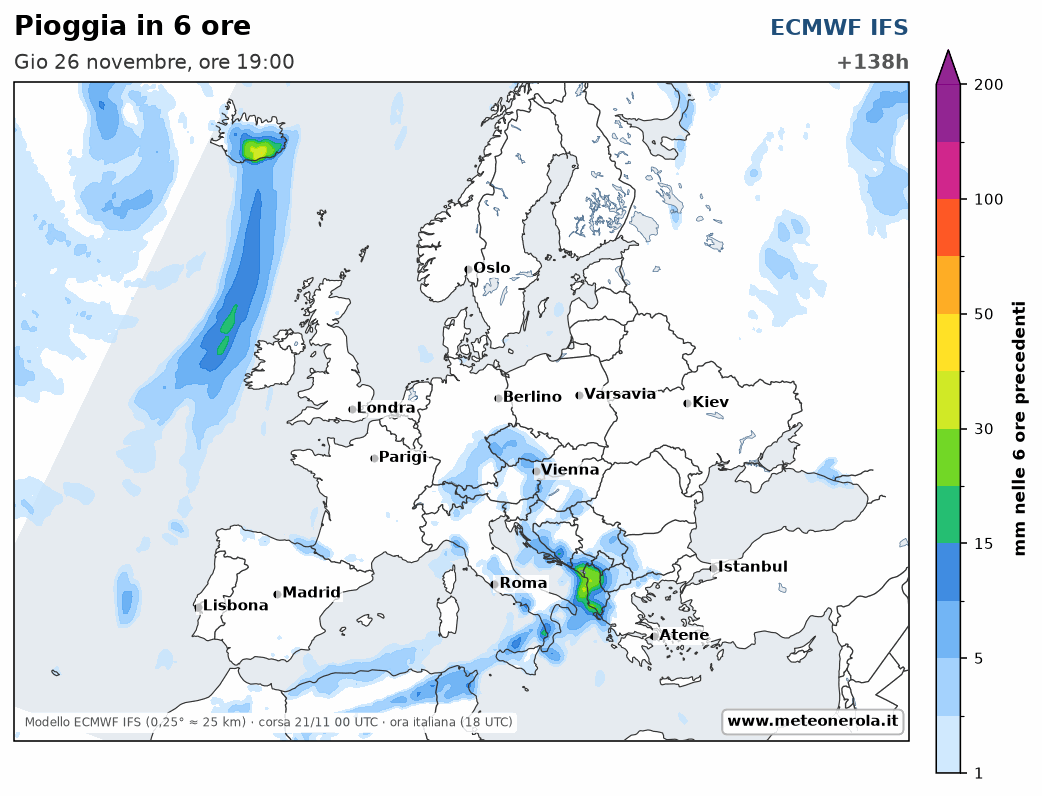 Pioggia in 6 ore
ECMWF IFS
Gio 26 novembre, ore 19:00
+138h
200
100
50
30
15
5
1
mm nelle 6 ore precedenti
Oslo
Berlino
Varsavia
Kiev
Londra
Parigi
Vienna
Istanbul
Roma
Madrid
Lisbona
Atene
Modello ECMWF IFS (0,25° ≈ 25 km) · corsa 21/11 00 UTC · ora italiana (18 UTC)
www.meteonerola.it